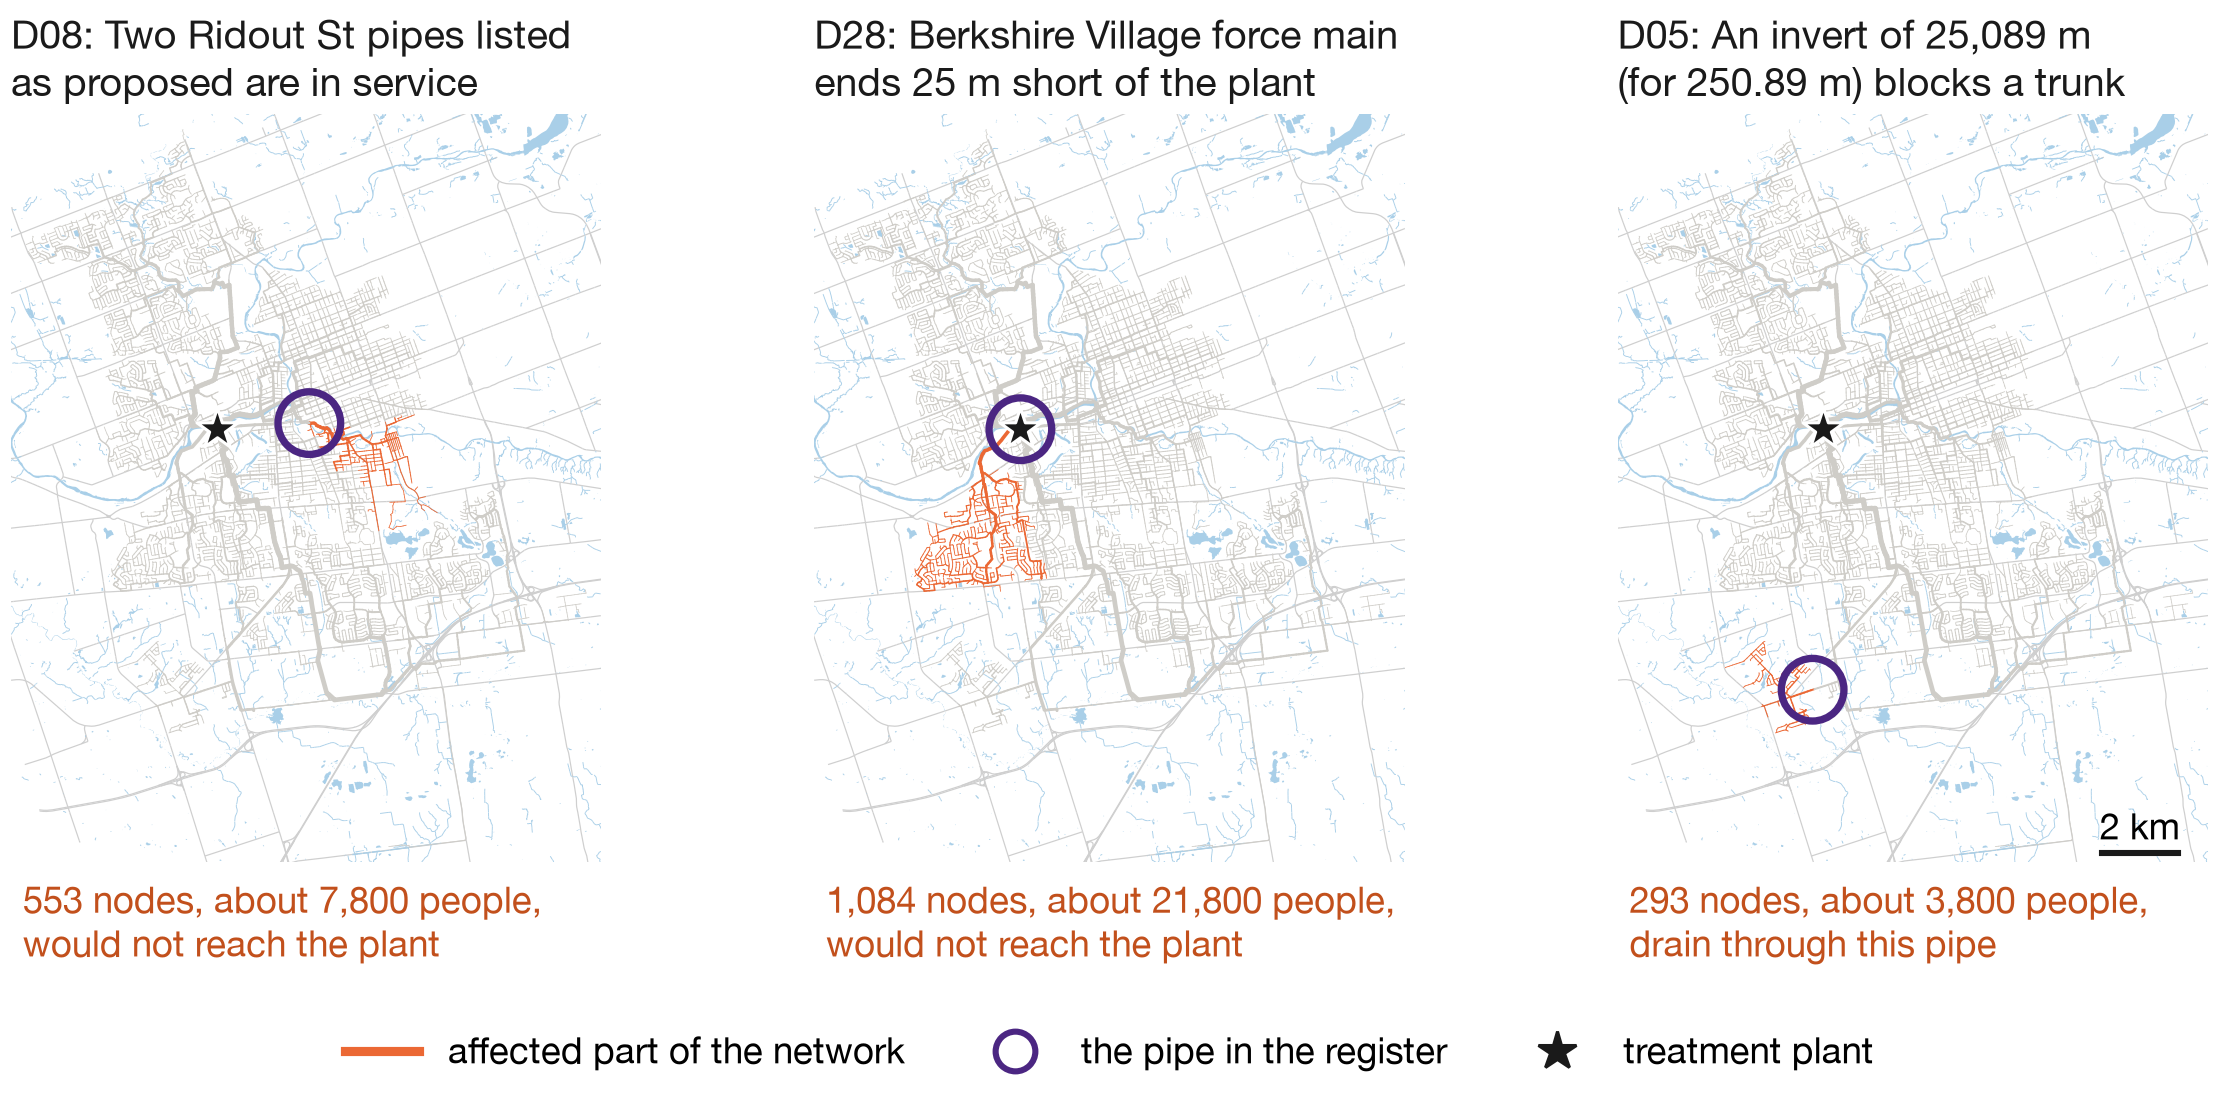 D08: Two Ridout St pipes listed
as proposed are in service
D28: Berkshire Village force main
ends 25 m short of the plant
D05: An invert of 25,089 m
(for 250.89 m) blocks a trunk
2 km
553 nodes, about 7,800 people,
would not reach the plant
1,084 nodes, about 21,800 people,
would not reach the plant
293 nodes, about 3,800 people,
drain through this pipe
affected part of the network
the pipe in the register
treatment plant